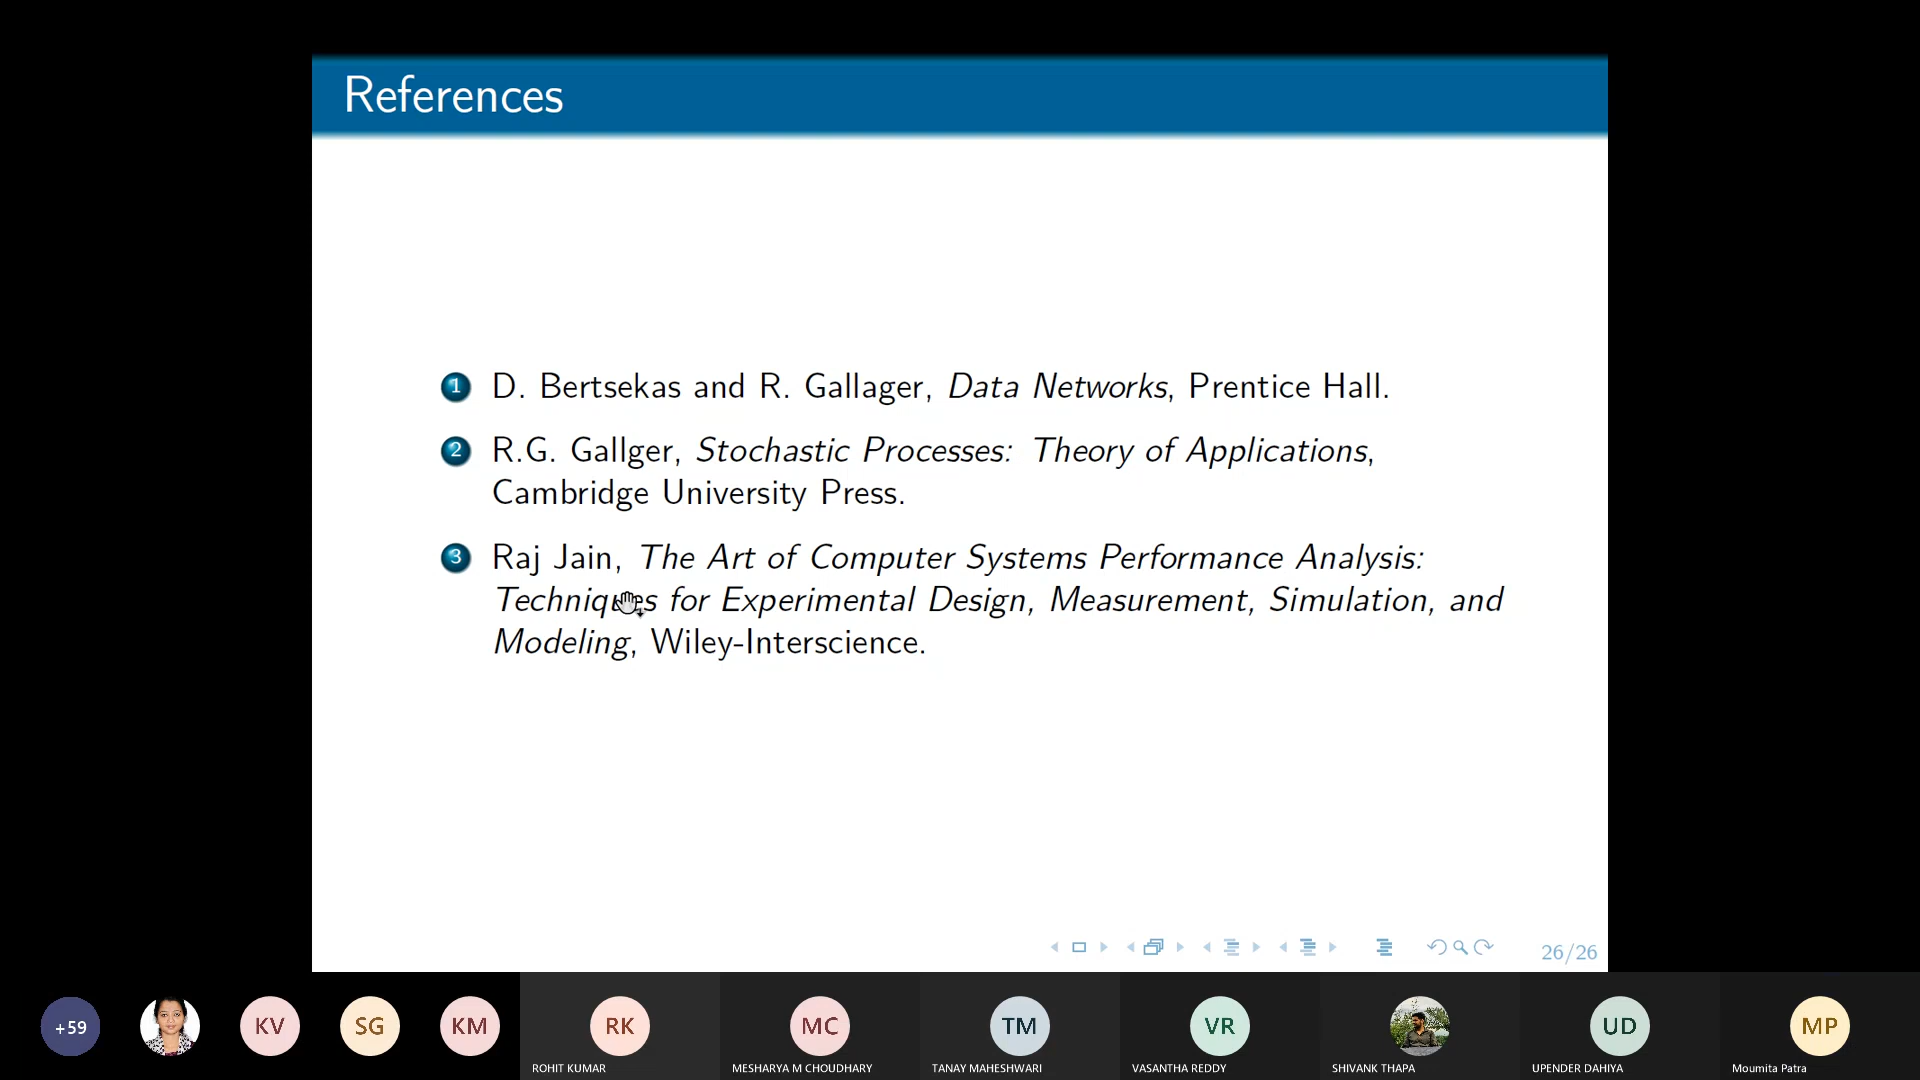 References
1 D. Bertsekas and R. Gallager, Data Networks, Prentice Hall.
2 R.G. Gallger, Stochastic Processes: Theory of Applications,
Cambridge University Press.
3 Raj Jain, The Art of Computer Systems Performance Analysis:
Techniques for Experimental Design, Measurement, Simulation, and
Modeling, Wiley-Interscience.
26/26
+59
KV
SG
KM
RK
MC
TM
VR
UD
MP
ROHIT KUMAR
MESHARYA M CHOUDHARY
TANAY MAHESHWARI
VASANTHA REDDY
SHIVANK THAPA
UPENDER DAHIYA
Moumita Patra